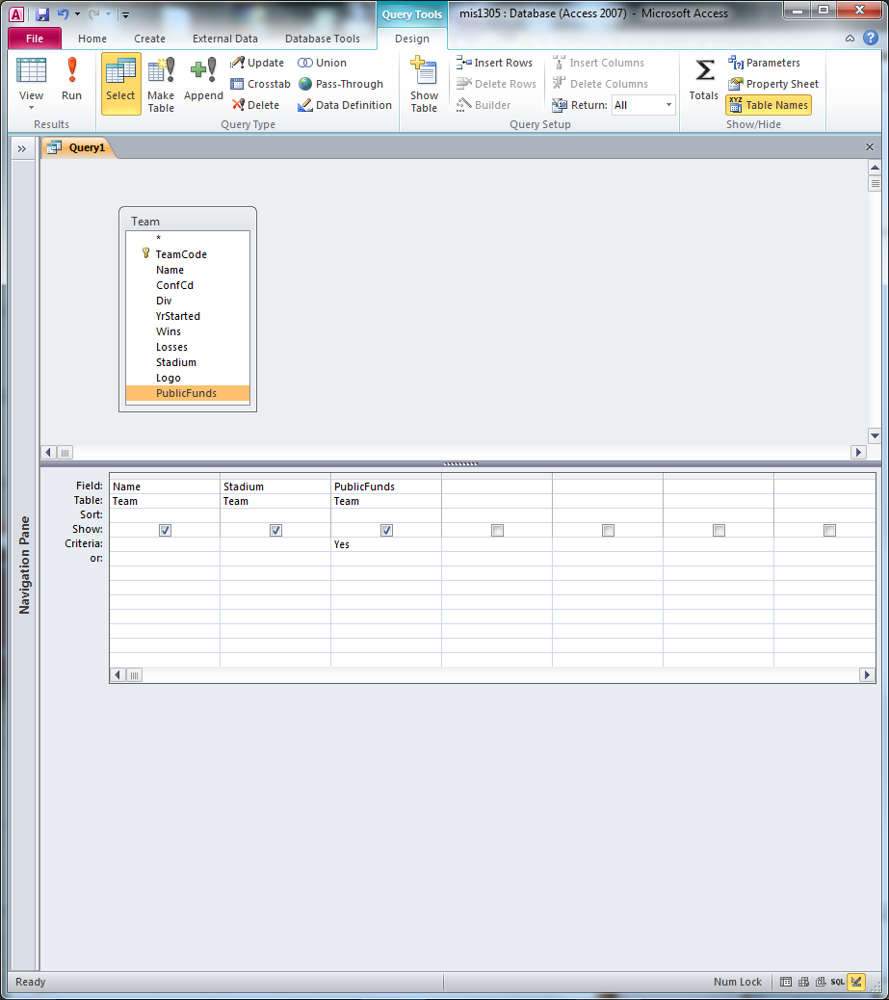 Query Tools
mis1305 : Database (Access 2007) - Microsoft Access
File Home Create External Data Database Tools Design
View
Run
Results
Select
Make Table
Append
Update
Crosstab
Delete
Union
Pass-Through
Data Definition
Query Type
Show Table
Insert Rows
Delete Rows
Builder
Insert Columns
Delete Columns
Return: All
Query Setup
Totals
Parameters
Property Sheet
Table Names
Show/Hide
Query1
Team
*
TeamCode
Name
ConfCd
Div
YrStarted
Wins
Losses
Stadium
Logo
PublicFunds
Navigation Pane
Field: Name Stadium PublicFunds
Table: Team Team Team
Sort:
Show:
Criteria: Yes
or:
Ready
Num Lock
SQL